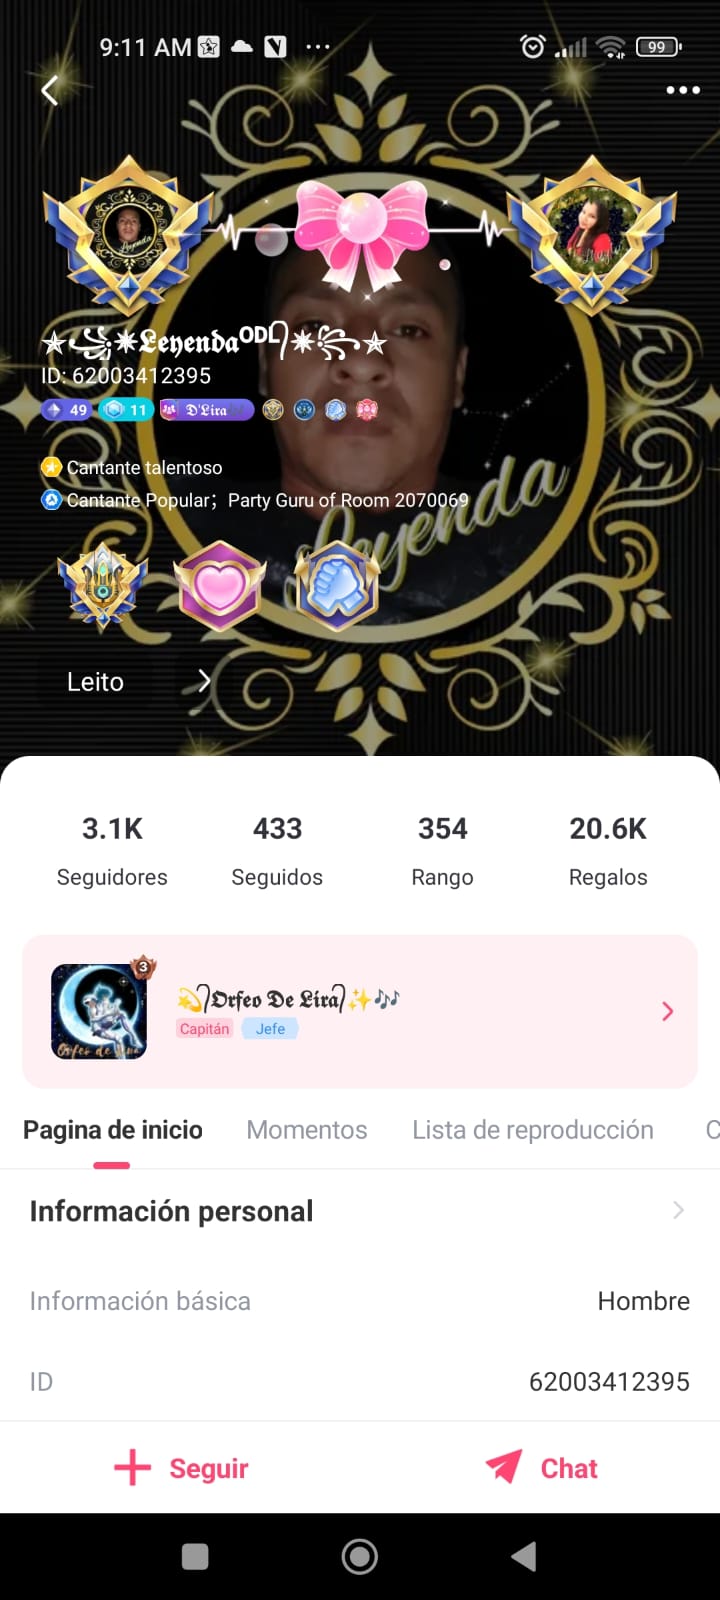 9:11 AM
99
Leyenda
✯꧁✴𝕷𝖊𝖞𝖊𝖓𝖉𝖆ᴼᴰᴸ᭄✴꧂✯
ID: 62003412395
49 11 𝕯'𝕷𝖎𝖗𝖆
Cantante talentoso
Cantante Popular；Party Guru of Room 2070069
Leyenda
Leito
3.1K 433 354 20.6K
Seguidores Seguidos Rango Regalos
3
💫᭄𝕺𝖗𝖋𝖊𝖔 𝕯𝖊 𝕷𝖎𝖗𝖆᭄✨🎶
Capitán Jefe
Orfeo de Lira
Pagina de inicio Momentos Lista de reproducción C
Información personal
Información básica Hombre
ID 62003412395
Seguir Chat